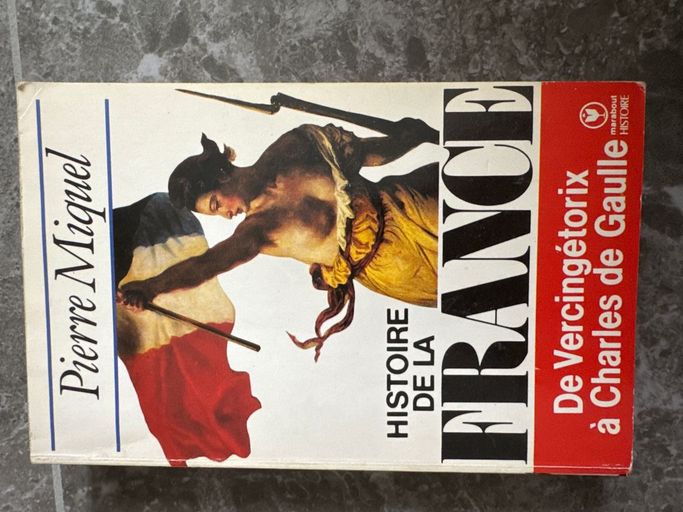 Pierre Miquel
HISTOIRE
DE LA
FRANCE
De Vercingétorix
à Charles de Gaulle
marabout
HISTOIRE